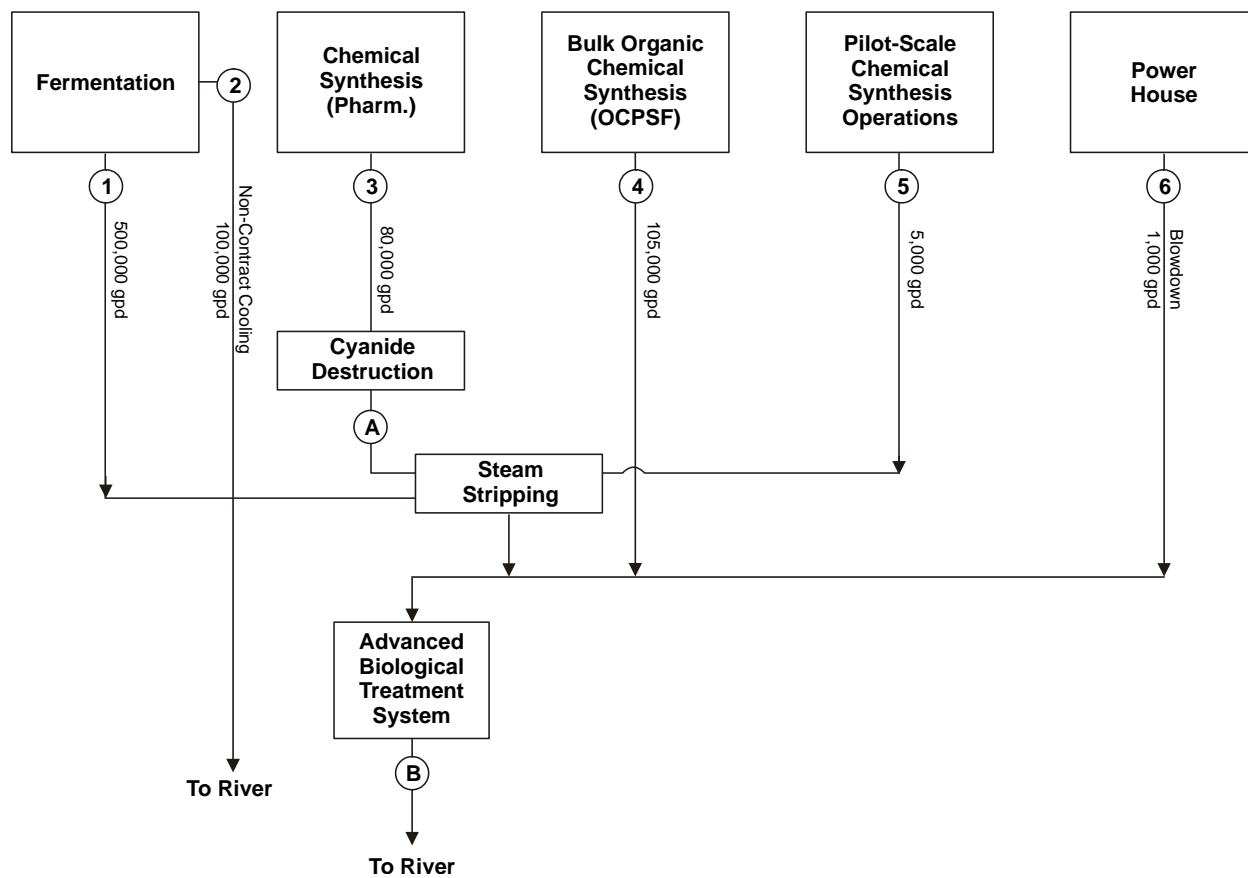 Fermentation
2
Chemical
Synthesis
(Pharm.)
Bulk Organic
Chemical
Synthesis
(OCPSF)
Pilot-Scale
Chemical
Synthesis
Operations
Power
House
1
3
4
5
6
500,000 gpd
Non-Contract Cooling
100,000 gpd
80,000 gpd
105,000 gpd
5,000 gpd
Blowdown
1,000 gpd
Cyanide
Destruction
A
Steam
Stripping
Advanced
Biological
Treatment
System
B
To River
To River